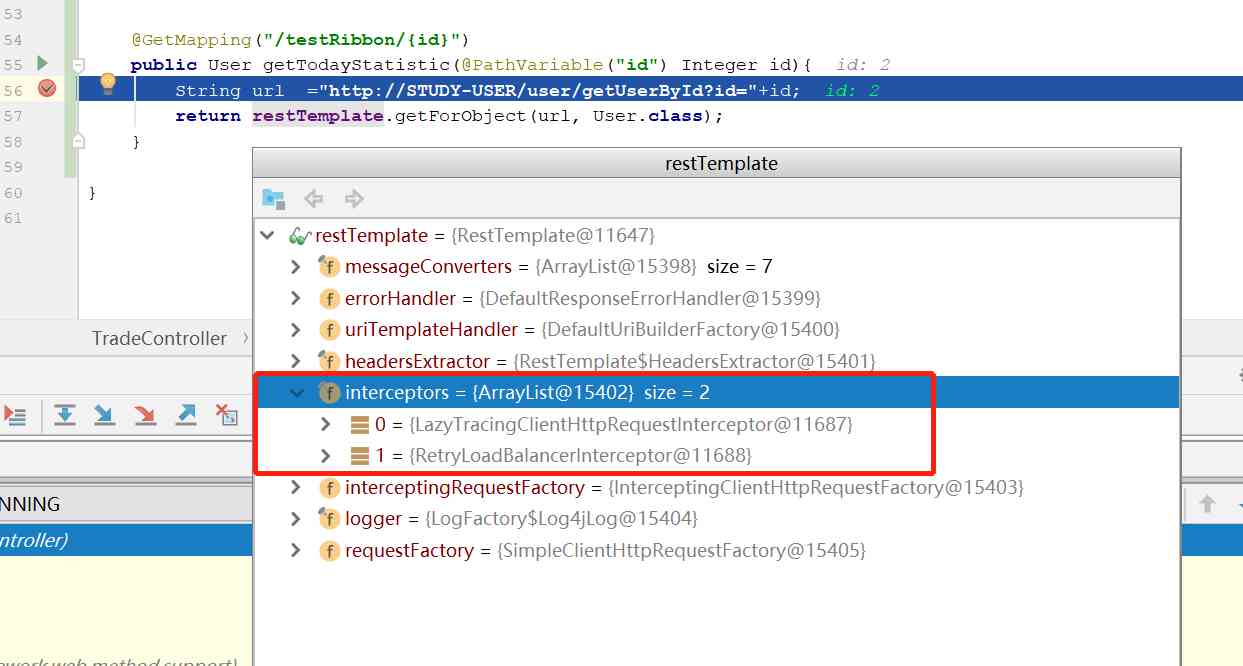 53
54 @GetMapping("/testRibbon/{id}")
55 public User getTodayStatistic(@PathVariable("id") Integer id){ id: 2
56 String url ="http://STUDY-USER/user/getUserById?id="+id; id: 2
57 return restTemplate.getForObject(url, User.class);
58 }
59
60 }
61
restTemplate
restTemplate = {RestTemplate@11647}
f messageConverters = {ArrayList@15398} size = 7
f errorHandler = {DefaultResponseErrorHandler@15399}
f uriTemplateHandler = {DefaultUriBuilderFactory@15400}
f headersExtractor = {RestTemplate$HeadersExtractor@15401}
f interceptors = {ArrayList@15402} size = 2
0 = {LazyTracingClientHttpRequestInterceptor@11687}
1 = {RetryLoadBalancerInterceptor@11688}
f interceptingRequestFactory = {InterceptingClientHttpRequestFactory@15403}
f logger = {LogFactory$Log4jLog@15404}
f requestFactory = {SimpleClientHttpRequestFactory@15405}
TradeController
NNING
ntroller)
ework.web.method.support)